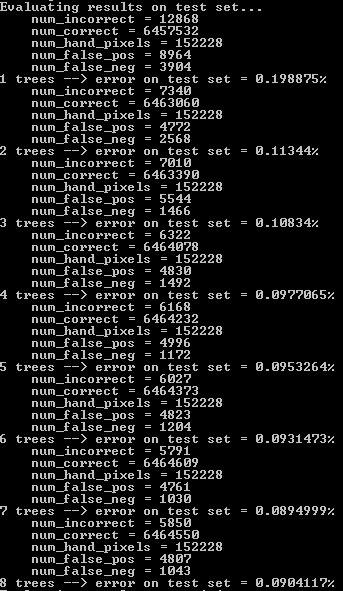 Evaluating results on test set...
num_incorrect = 12868
num_correct = 6457532
num_hand_pixels = 152228
num_false_pos = 8964
num_false_neg = 3904
1 trees --> error on test set = 0.198875%
num_incorrect = 7340
num_correct = 6463060
num_hand_pixels = 152228
num_false_pos = 4772
num_false_neg = 2568
2 trees --> error on test set = 0.11344%
num_incorrect = 7010
num_correct = 6463390
num_hand_pixels = 152228
num_false_pos = 5544
num_false_neg = 1466
3 trees --> error on test set = 0.10834%
num_incorrect = 6322
num_correct = 6464078
num_hand_pixels = 152228
num_false_pos = 4830
num_false_neg = 1492
4 trees --> error on test set = 0.0977065%
num_incorrect = 6168
num_correct = 6464232
num_hand_pixels = 152228
num_false_pos = 4996
num_false_neg = 1172
5 trees --> error on test set = 0.0953264%
num_incorrect = 6027
num_correct = 6464373
num_hand_pixels = 152228
num_false_pos = 4823
num_false_neg = 1204
6 trees --> error on test set = 0.0931473%
num_incorrect = 5791
num_correct = 6464609
num_hand_pixels = 152228
num_false_pos = 4761
num_false_neg = 1030
7 trees --> error on test set = 0.0894999%
num_incorrect = 5850
num_correct = 6464550
num_hand_pixels = 152228
num_false_pos = 4807
num_false_neg = 1043
8 trees --> error on test set = 0.0904117%